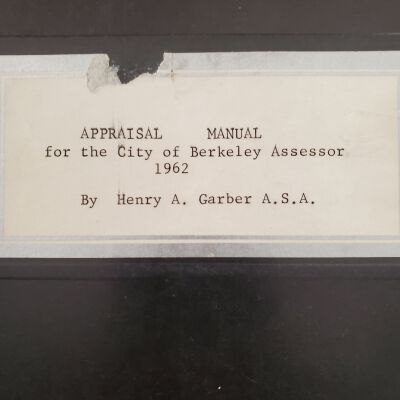 APPRAISAL MANUAL
for the City of Berkeley Assessor
1962
By Henry A. Garber A.S.A.